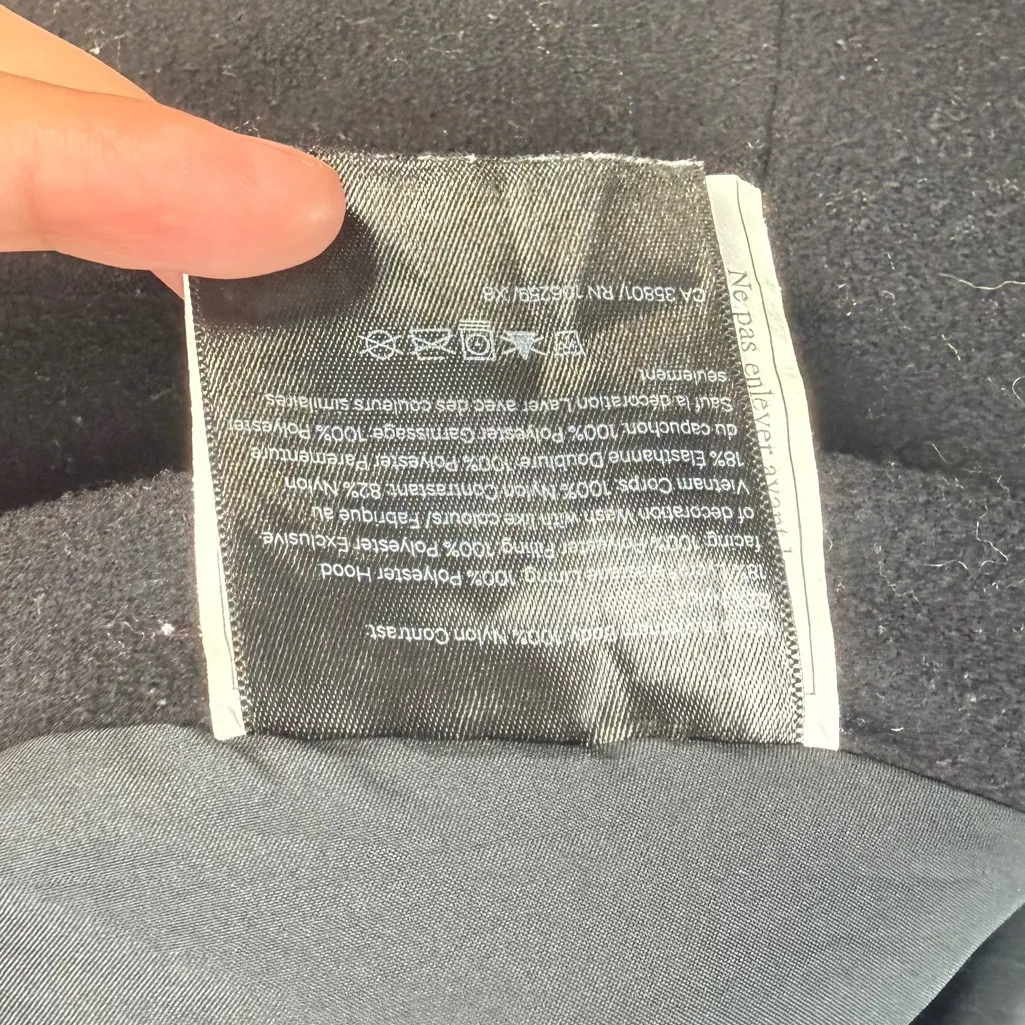 Body 100% Nylon Contrast
Lining 100% Polyester Hood
facing 100% Polyester Filling 100% Polyester Exclusive
of decoration Wash with like colours/ Fabriqué au
Vietnam Corps 100% Nylon Contrastant 82% Nylon
18% Elasthanne Doublure 100% Polyester Parementure
du capuchon 100% Polyester Garnissage 100% Polyester
Sauf la décoration Laver avec des couleurs similaires
seulement
CA 35801/ RN
Ne pas enlever avant